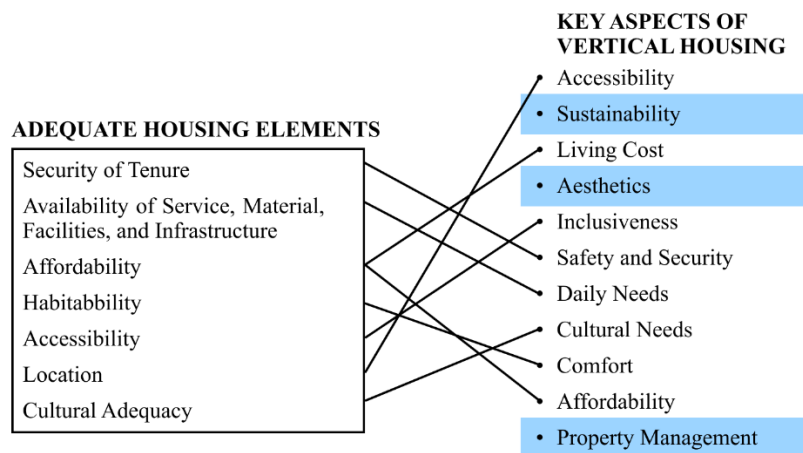 ADEQUATE HOUSING ELEMENTS
Security of Tenure
Availability of Service, Material,
Facilities, and Infrastructure
Affordability
Habitabbility
Accessibility
Location
Cultural Adequacy
KEY ASPECTS OF
VERTICAL HOUSING
• Accessibility
• Sustainability
• Living Cost
• Aesthetics
• Inclusiveness
• Safety and Security
• Daily Needs
• Cultural Needs
• Comfort
• Affordability
• Property Management